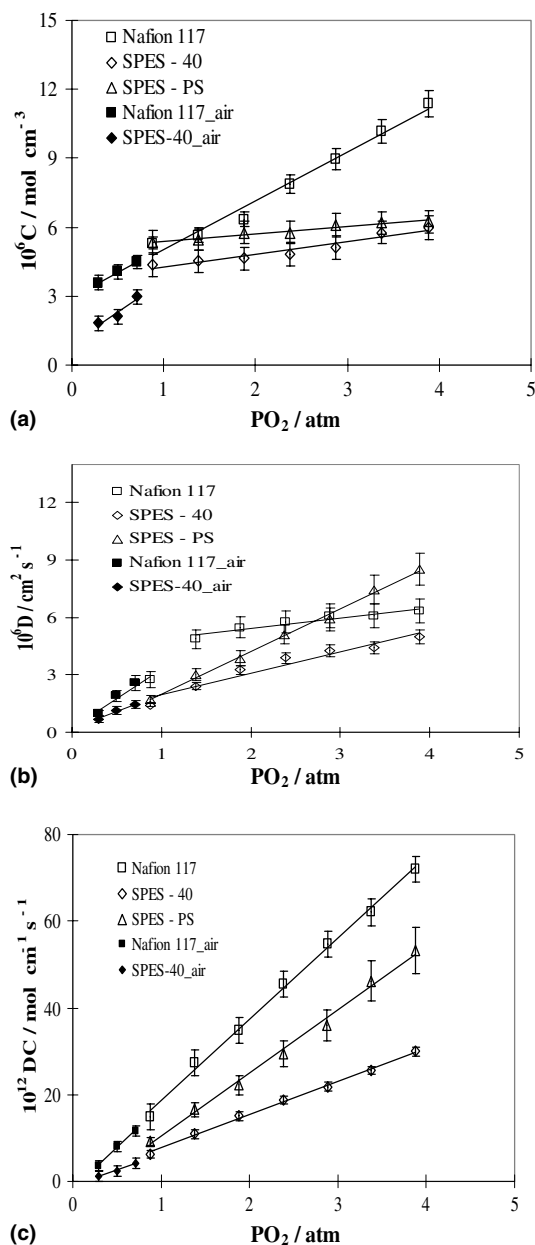 15
12
9
6
3
0
10⁶C / mol cm⁻³
Nafion 117
SPES - 40
SPES - PS
Nafion 117_air
SPES-40_air
0 1 2 3 4 5
PO₂ / atm
(a)
12
9
6
3
0
10⁶D / cm² s⁻¹
Nafion 117
SPES - 40
SPES - PS
Nafion 117_air
SPES-40_air
0 1 2 3 4 5
PO₂ / atm
(b)
80
60
40
20
0
10¹² DC / mol cm⁻¹ s⁻¹
Nafion 117
SPES - 40
SPES - PS
Nafion 117_air
SPES-40_air
0 1 2 3 4 5
PO₂ / atm
(c)